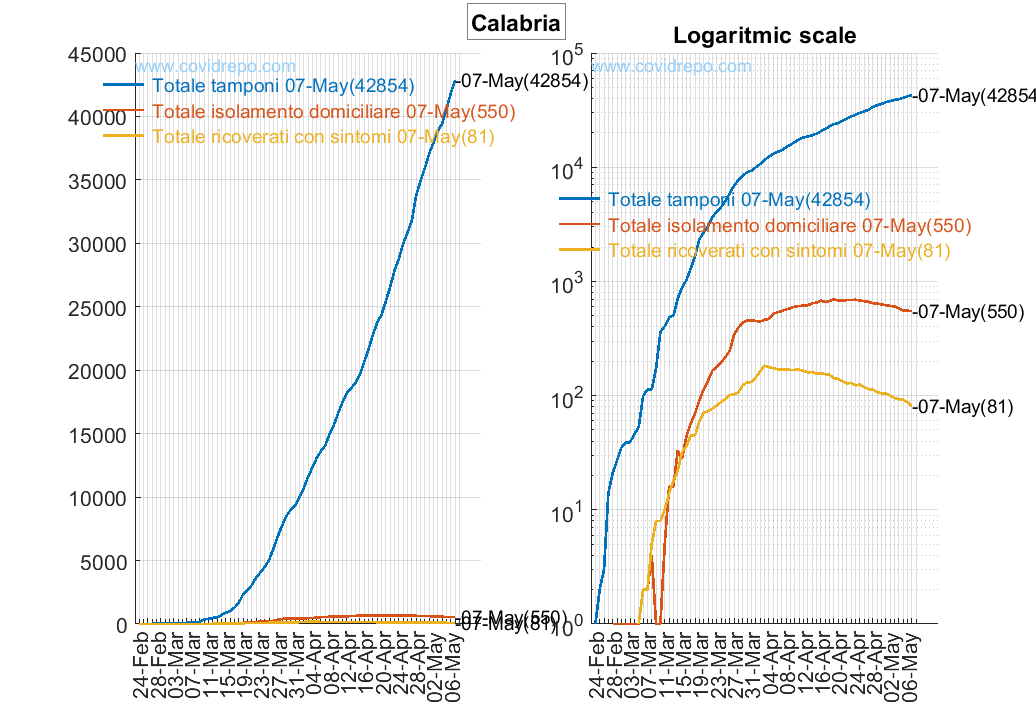 Calabria
Logaritmic scale
www.covidrepo.com
Totale tamponi 07-May(42854)
Totale isolamento domiciliare 07-May(550)
Totale ricoverati con sintomi 07-May(81)
45000
40000
35000
30000
25000
20000
15000
10000
5000
0
-07-May(42854)
-07-May(550)
-07-May(81)
24-Feb
28-Feb
03-Mar
07-Mar
11-Mar
15-Mar
19-Mar
23-Mar
27-Mar
31-Mar
04-Apr
08-Apr
12-Apr
16-Apr
20-Apr
24-Apr
28-Apr
02-May
06-May
www.covidrepo.com
Totale tamponi 07-May(42854)
Totale isolamento domiciliare 07-May(550)
Totale ricoverati con sintomi 07-May(81)
10^5
10^4
10^3
10^2
10^1
10^0
-07-May(42854
-07-May(550)
-07-May(81)
24-Feb
28-Feb
03-Mar
07-Mar
11-Mar
15-Mar
19-Mar
23-Mar
27-Mar
31-Mar
04-Apr
08-Apr
12-Apr
16-Apr
20-Apr
24-Apr
28-Apr
02-May
06-May